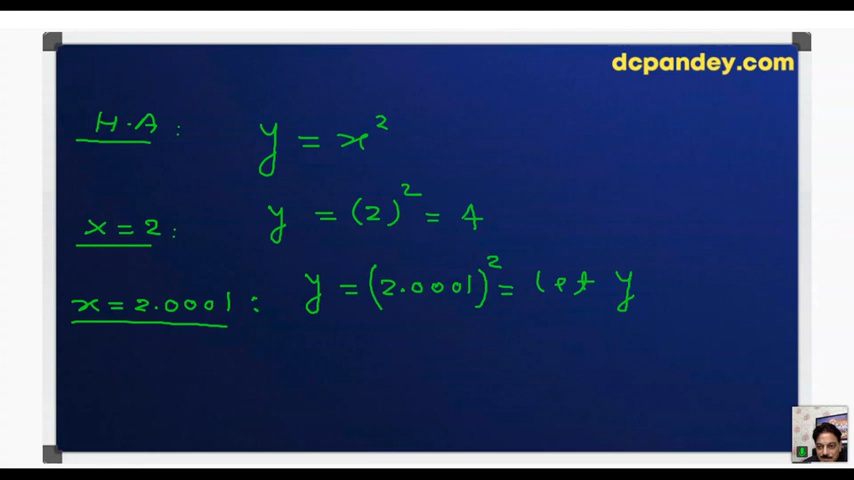 dcpandey.com
H.A : y = x²
x = 2 : y = (2)² = 4
x = 2.0001 : y = (2.0001)² = let y